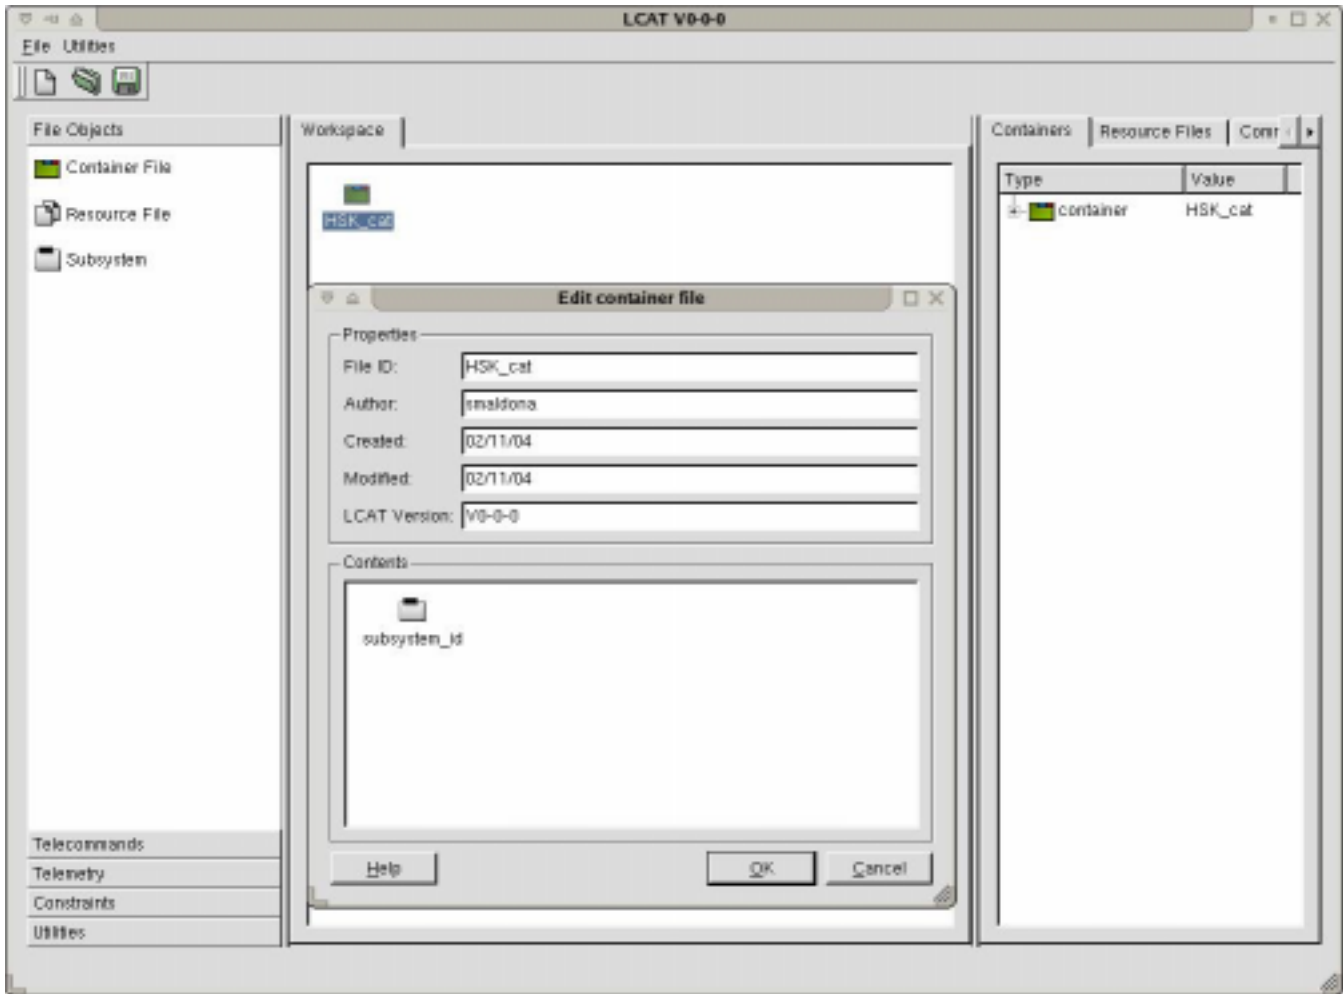 LCAT V0-0-0
File Utilities
File Objects
Container File
Resource File
Subsystem
Telecommands
Telemetry
Constraints
Utilities
Workspace
HSK_cat
Edit container file
Properties
File ID: HSK_cat
Author: smaldona
Created: 02/11/04
Modified: 02/11/04
LCAT Version: V0-0-0
Contents
subsystem_id
Help OK Cancel
Containers Resource Files Com
Type Value
container HSK_cat